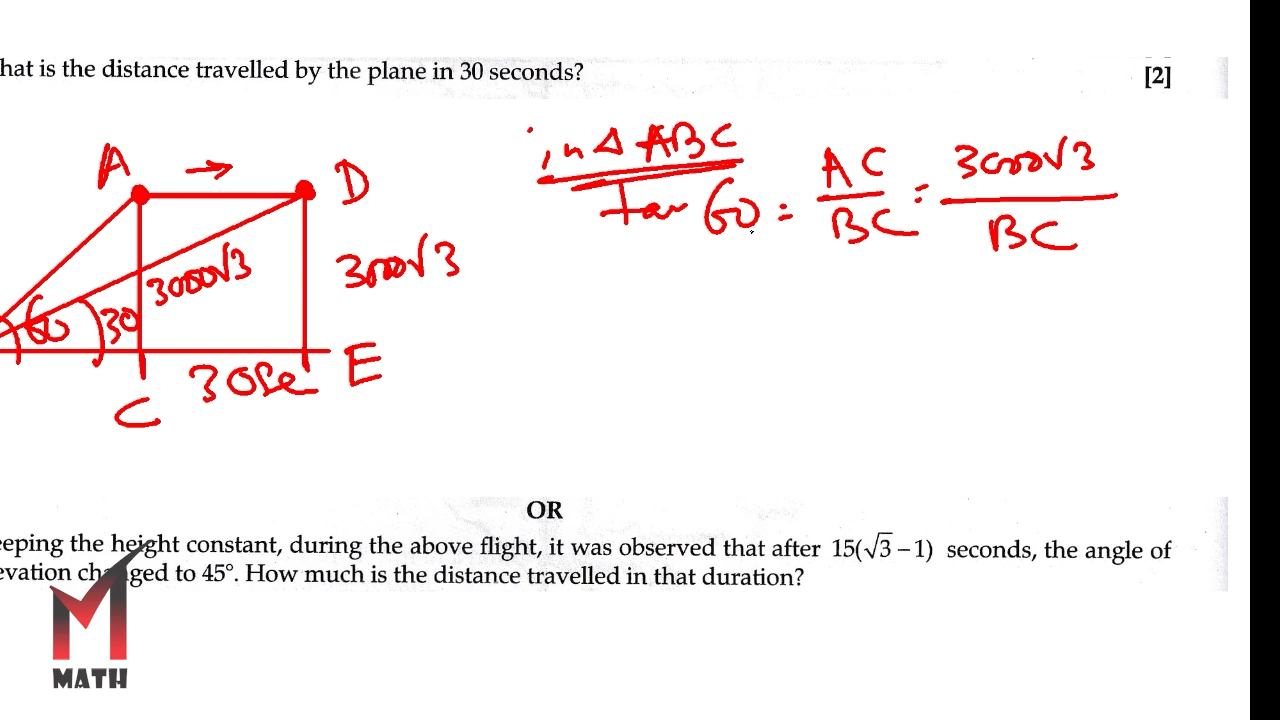 hat is the distance travelled by the plane in 30 seconds? [2]
in Δ ABC
tan 60 = AC/BC = 3000√3/BC
A → D
3000√3
3000√3
60 30
30 Se E
C
OR
eeping the height constant, during the above flight, it was observed that after 15(√3 – 1) seconds, the angle of
evation changed to 45°. How much is the distance travelled in that duration?
MATH